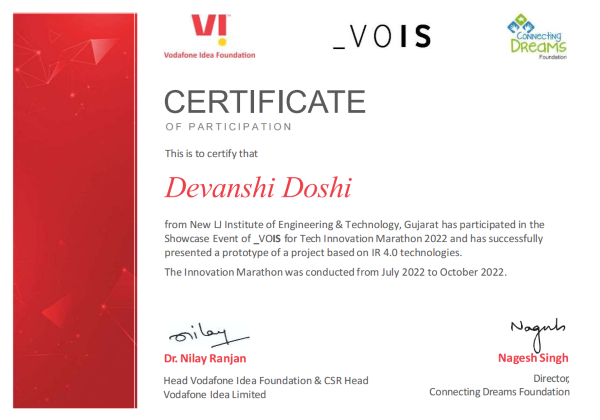 VI!
Vodafone Idea Foundation
_VOIS
Connecting
DREAMS
Foundation
CERTIFICATE
OF PARTICIPATION
This is to certify that
Devanshi Doshi
from New LJ Institute of Engineering & Technology, Gujarat has participated in the
Showcase Event of _VOIS for Tech Innovation Marathon 2022 and has successfully
presented a prototype of a project based on IR 4.0 technologies.
The Innovation Marathon was conducted from July 2022 to October 2022.
Nilay
Nagesh
Dr. Nilay Ranjan
Nagesh Singh
Head Vodafone Idea Foundation & CSR Head
Vodafone Idea Limited
Director,
Connecting Dreams Foundation